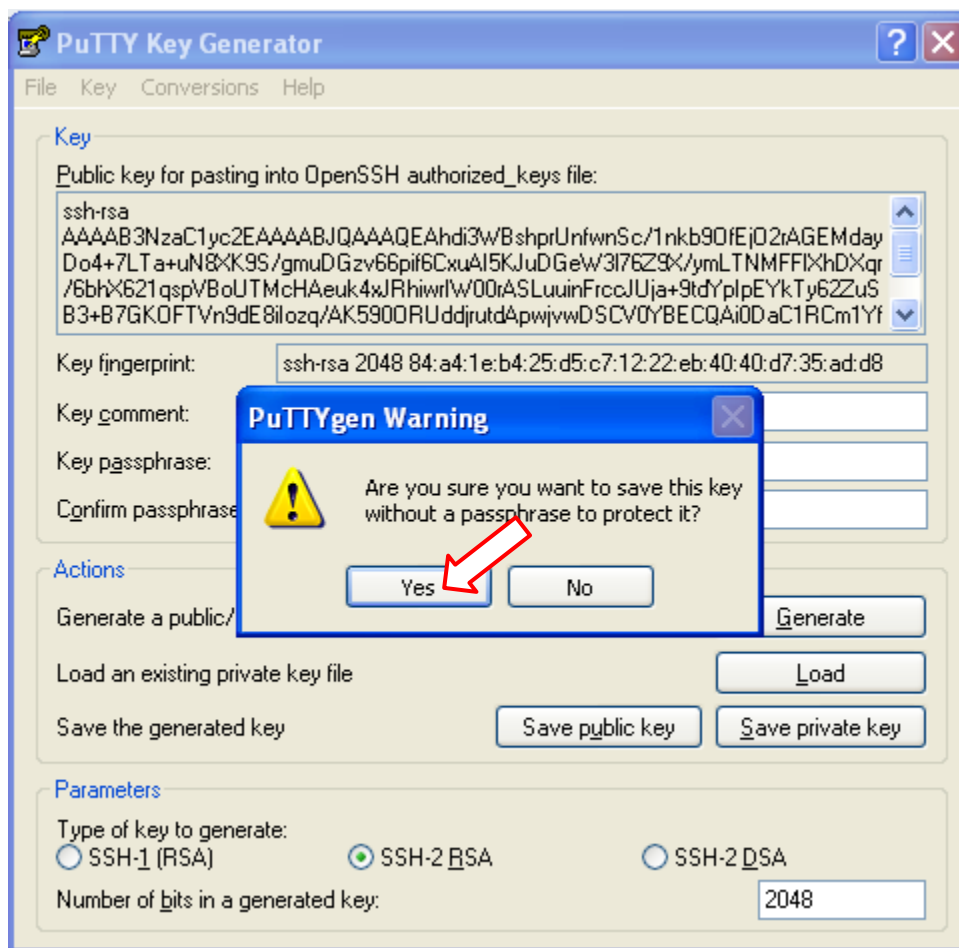 PuTTY Key Generator
File Key Conversions Help
Key
Public key for pasting into OpenSSH authorized_keys file:
ssh-rsa
AAAAB3NzaC1yc2EAAAABJQAAAQEAhdi3WBshprUnfwnSc/1nkb9OfEjO2rAGEMday
Do4+7LTa+uN8XK9S/gmuDGzv66pif6CxuAI5KJuDGeW3I76Z9X/ymLTNMFFlXhDXqr
/6bhX621qspVBoUTMcHAeuk4xJRhiwrIW00rASLuuinFrccJUja+9tdYpIpEYkTy62ZuS
B3+B7GKOFTVn9dE8iIozq/AK590ORUddjrutdApwjvwDSCV0YBECQAi0DaC1RCm1Yf
Key fingerprint:
ssh-rsa 2048 84:a4:1e:b4:25:d5:c7:12:22:eb:40:40:d7:35:ad:d8
Key comment:
Key passphrase:
Confirm passphrase
PuTTYgen Warning
Are you sure you want to save this key
without a passphrase to protect it?
Yes No
Actions
Generate a public/
Generate
Load an existing private key file
Load
Save the generated key
Save public key
Save private key
Parameters
Type of key to generate:
SSH-1 (RSA) SSH-2 RSA SSH-2 DSA
Number of bits in a generated key:
2048